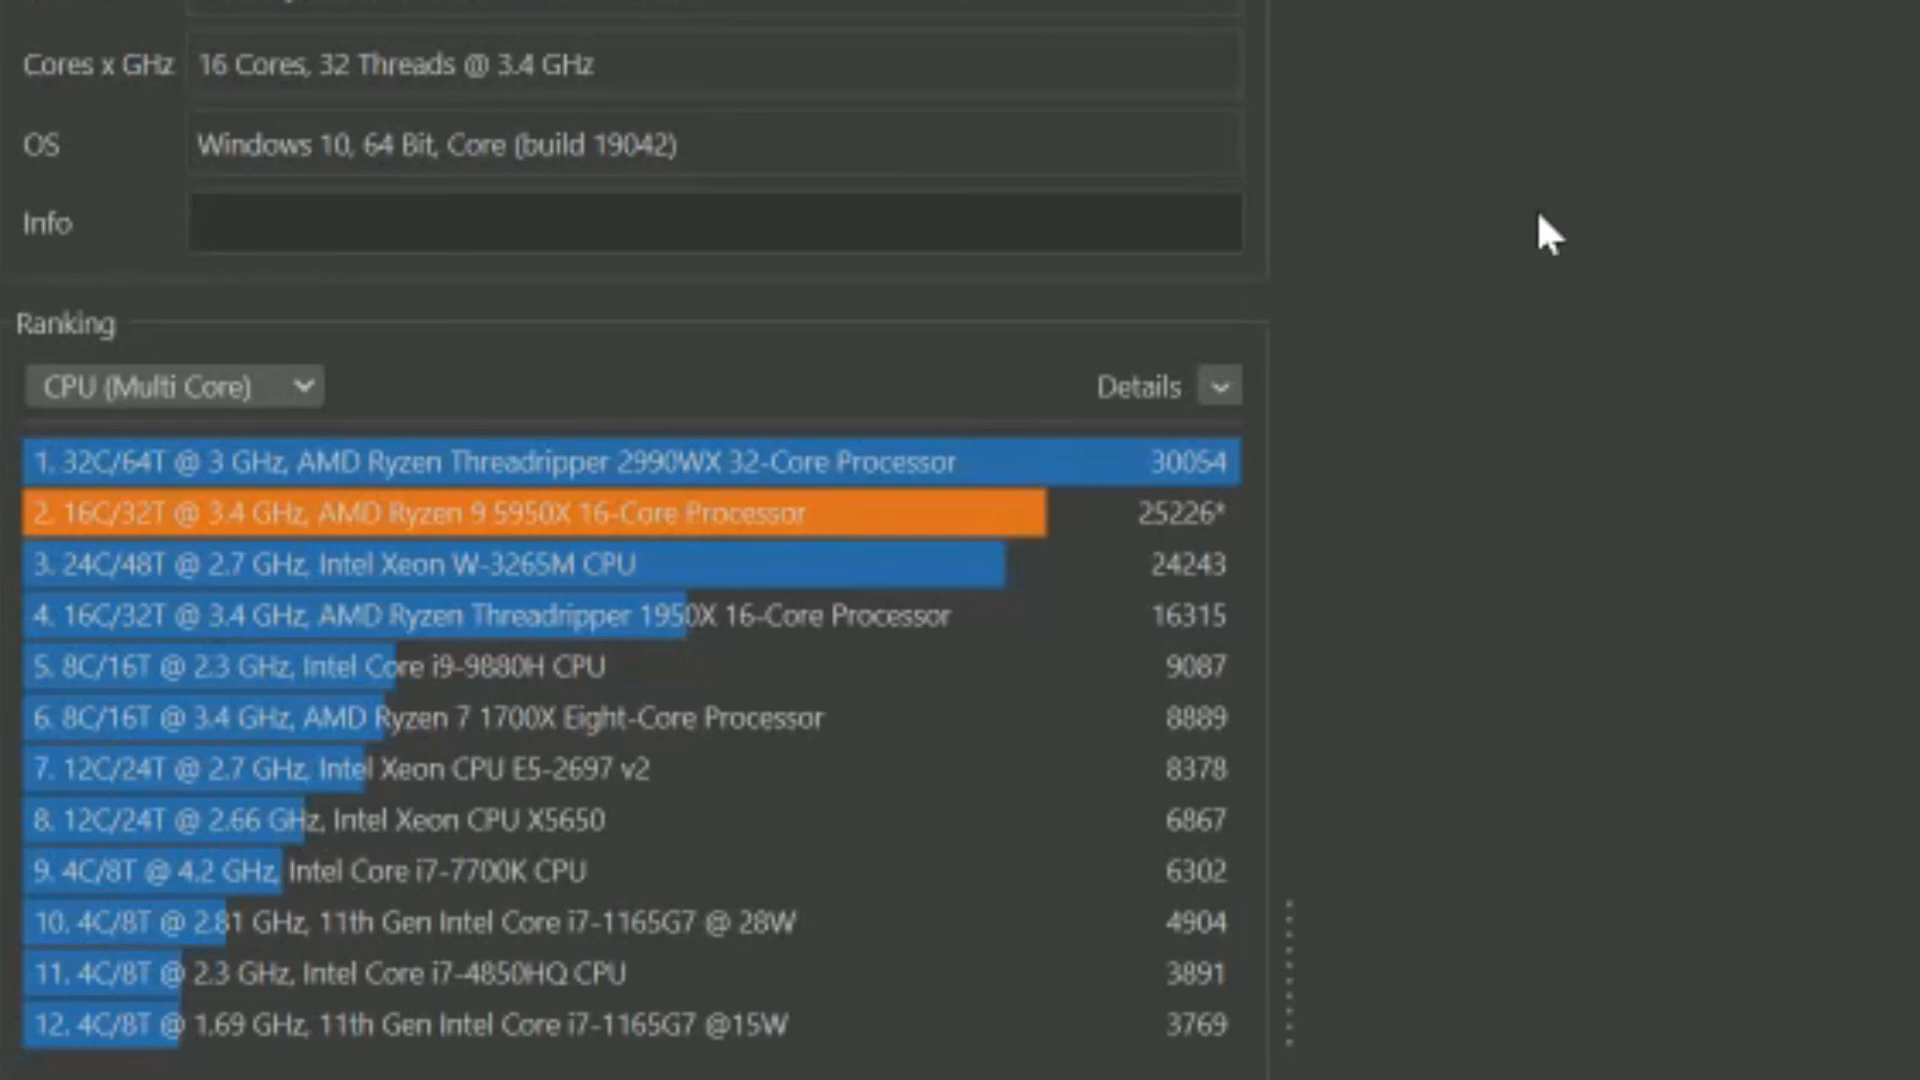 Cores x GHz 16 Cores, 32 Threads @ 3.4 GHz
OS Windows 10, 64 Bit, Core (build 19042)
Info
Ranking
CPU (Multi Core) Details
1. 32C/64T @ 3 GHz, AMD Ryzen Threadripper 2990WX 32-Core Processor 30054
2. 16C/32T @ 3.4 GHz, AMD Ryzen 9 5950X 16-Core Processor 25226*
3. 24C/48T @ 2.7 GHz, Intel Xeon W-3265M CPU 24243
4. 16C/32T @ 3.4 GHz, AMD Ryzen Threadripper 1950X 16-Core Processor 16315
5. 8C/16T @ 2.3 GHz, Intel Core i9-9880H CPU 9087
6. 8C/16T @ 3.4 GHz, AMD Ryzen 7 1700X Eight-Core Processor 8889
7. 12C/24T @ 2.7 GHz, Intel Xeon CPU E5-2697 v2 8378
8. 12C/24T @ 2.66 GHz, Intel Xeon CPU X5650 6867
9. 4C/8T @ 4.2 GHz, Intel Core i7-7700K CPU 6302
10. 4C/8T @ 2.81 GHz, 11th Gen Intel Core i7-1165G7 @ 28W 4904
11. 4C/8T @ 2.3 GHz, Intel Core i7-4850HQ CPU 3891
12. 4C/8T @ 1.69 GHz, 11th Gen Intel Core i7-1165G7 @15W 3769